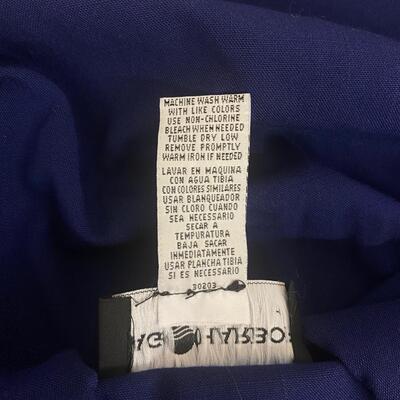 MACHINE WASH WARM
WITH LIKE COLORS
USE NON-CHLORINE
BLEACH WHEN NEEDED
TUMBLE DRY LOW
REMOVE PROMPTLY
WARM IRON IF NEEDED
LAVAR EN MAQUINA
CON AGUA TIBIA
CON COLORES SIMILARES
USAR BLANQUEADOR
SIN CLORO CUANDO
SEA NECESSARIO
SECAR A
TEMPURATURA
BAJA SACAR
INMEDIATAMENTE
USAR PLANCHA TIBIA
SI ES NECESSARIO
30203